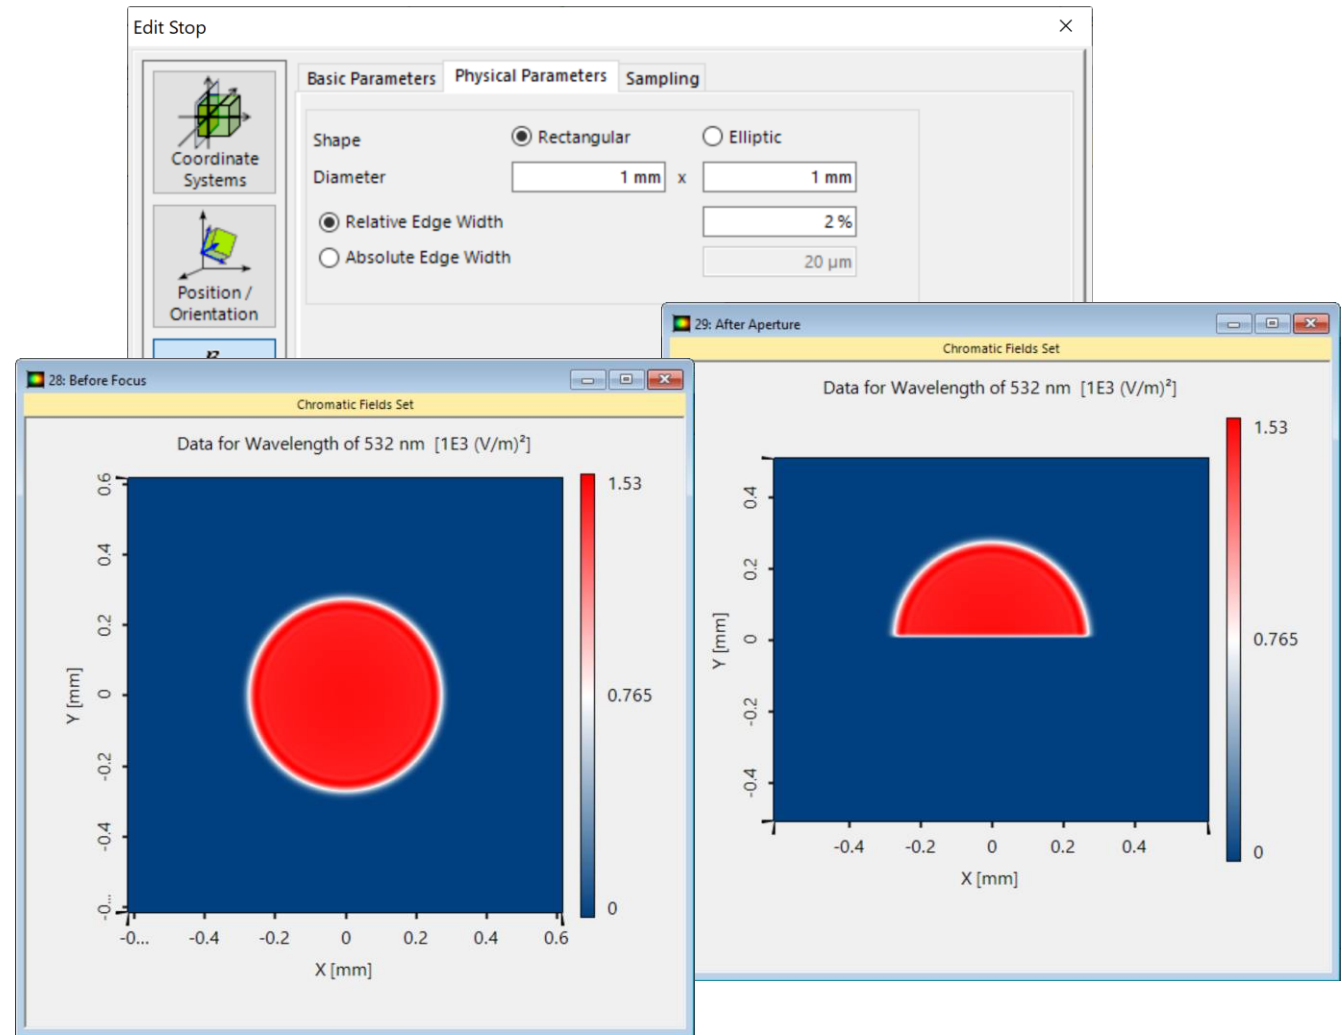 Edit Stop
Coordinate
Systems
Position /
Orientation
Basic Parameters Physical Parameters Sampling
Shape Rectangular Elliptic
Diameter 1 mm x 1 mm
Relative Edge Width 2 %
Absolute Edge Width 20 µm
28: Before Focus
Chromatic Fields Set
Data for Wavelength of 532 nm [1E3 (V/m)²]
0.6
0.4
0.2
0
-0.2
-0.4
-0...
Y [mm]
-0... -0.4 -0.2 0 0.2 0.4 0.6
X [mm]
1.53
0.765
0
29: After Aperture
Chromatic Fields Set
Data for Wavelength of 532 nm [1E3 (V/m)²]
0.4
0.2
0
-0.2
-0.4
Y [mm]
-0.4 -0.2 0 0.2 0.4
X [mm]
1.53
0.765
0